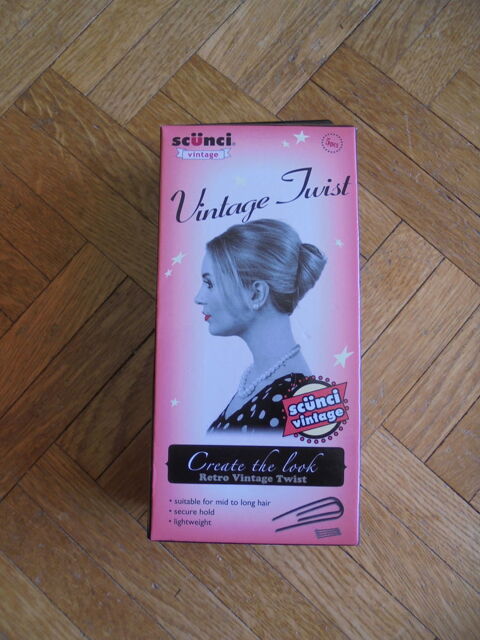 scünci®
vintage
5pcs
Vintage Twist
scünci
vintage
Create the look
Retro Vintage Twist
• suitable for mid to long hair
• secure hold
• lightweight